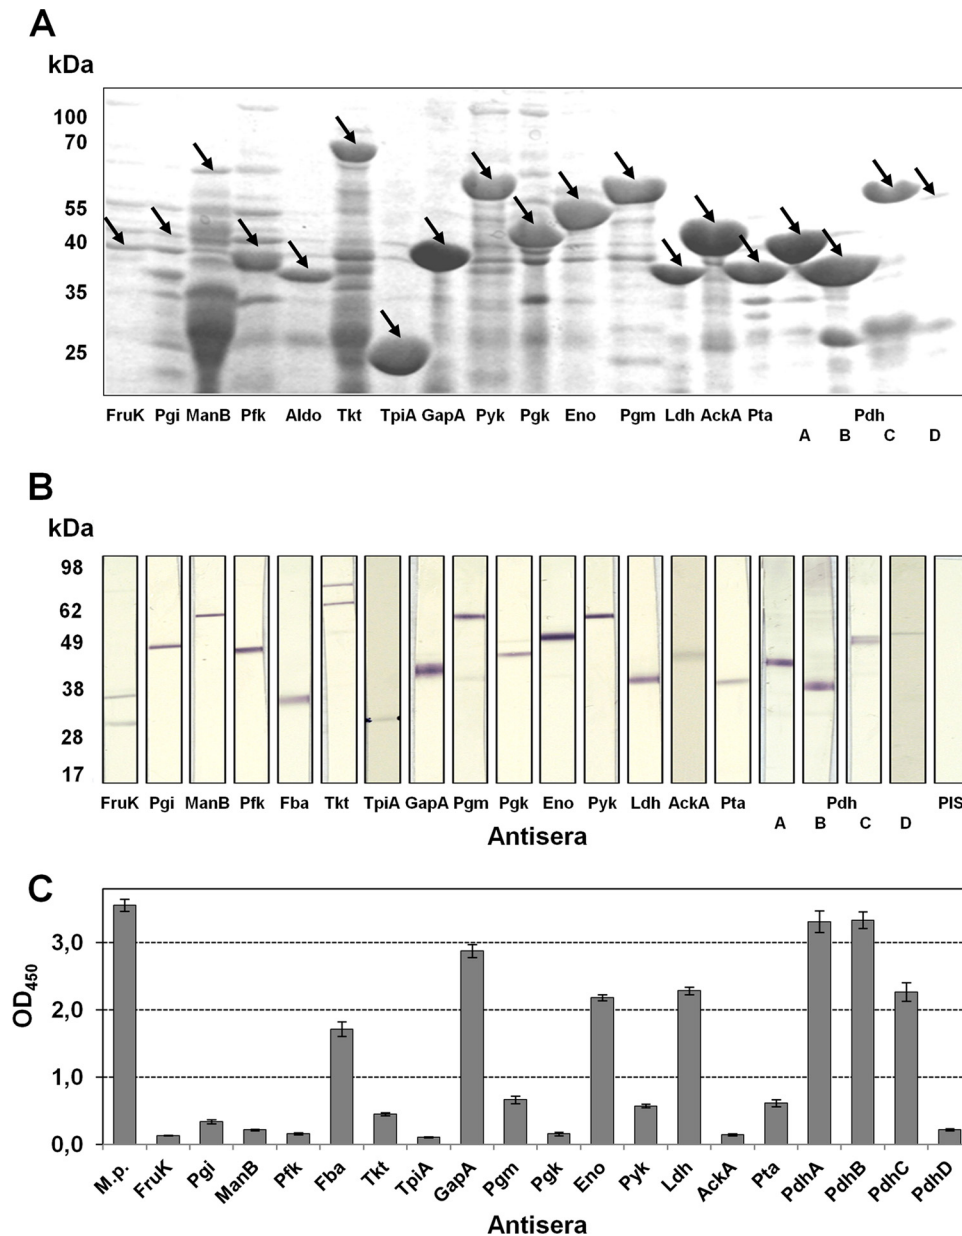 A
kDa
100
70
55
40
35
25
FruK Pgi ManB Pfk Aldo Tkt TpiA GapA Pyk Pgk Eno Pgm Ldh AckA Pta Pdh
A B C D
B
kDa
98
62
49
38
28
17
FruK Pgi ManB Pfk Fba Tkt TpiA GapA Pgm Pgk Eno Pyk Ldh AckA Pta Pdh PIS
A B C D
Antisera
C
OD450
3,0
2,0
1,0
0,0
M.p. FruK Pgi ManB Pfk Fba Tkt TpiA GapA Pgm Pgk Eno Pyk Ldh AckA Pta PdhA PdhB PdhC PdhD
Antisera